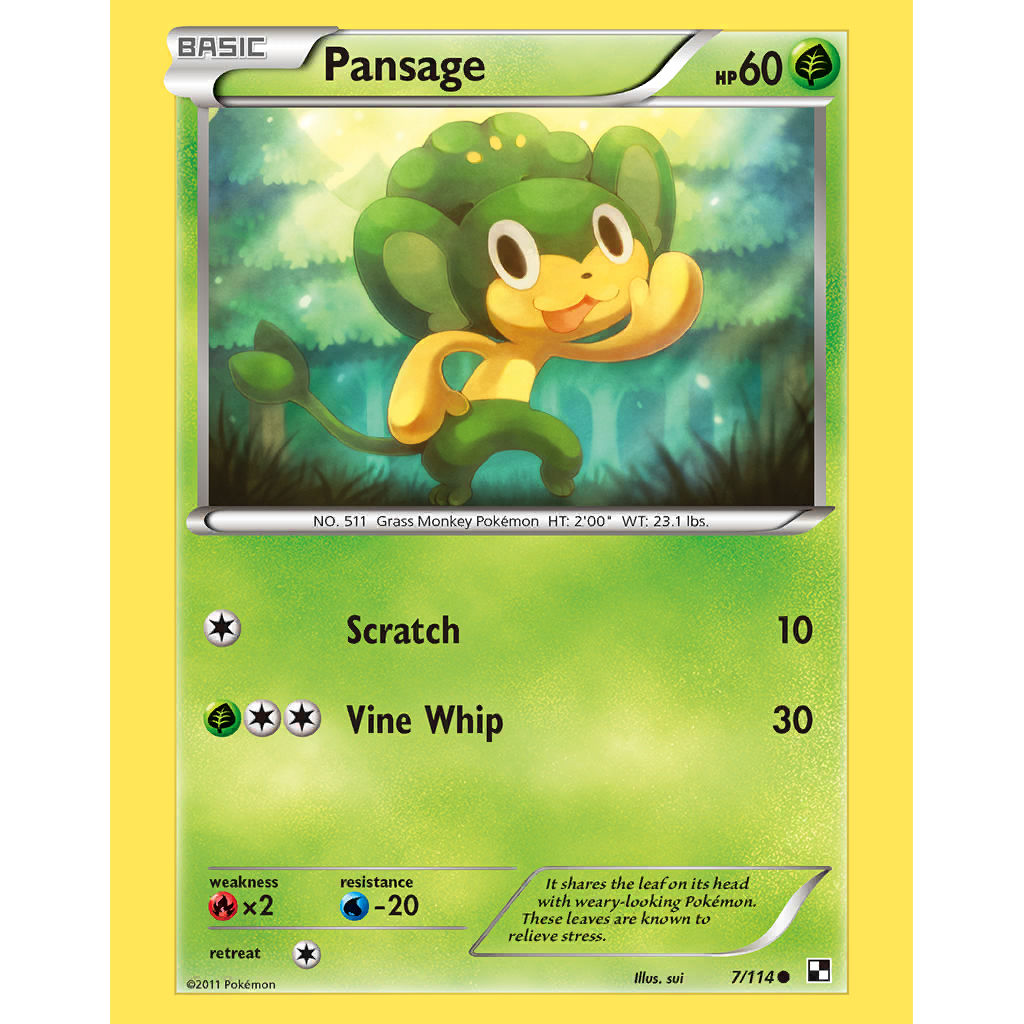 BASIC
Pansage
HP60
NO. 511 Grass Monkey Pokémon HT: 2'00" WT: 23.1 lbs.
Scratch 10
Vine Whip 30
weakness
×2
resistance
-20
retreat
It shares the leaf on its head
with weary-looking Pokémon.
These leaves are known to
relieve stress.
©2011 Pokémon
Illus. sui
7/114